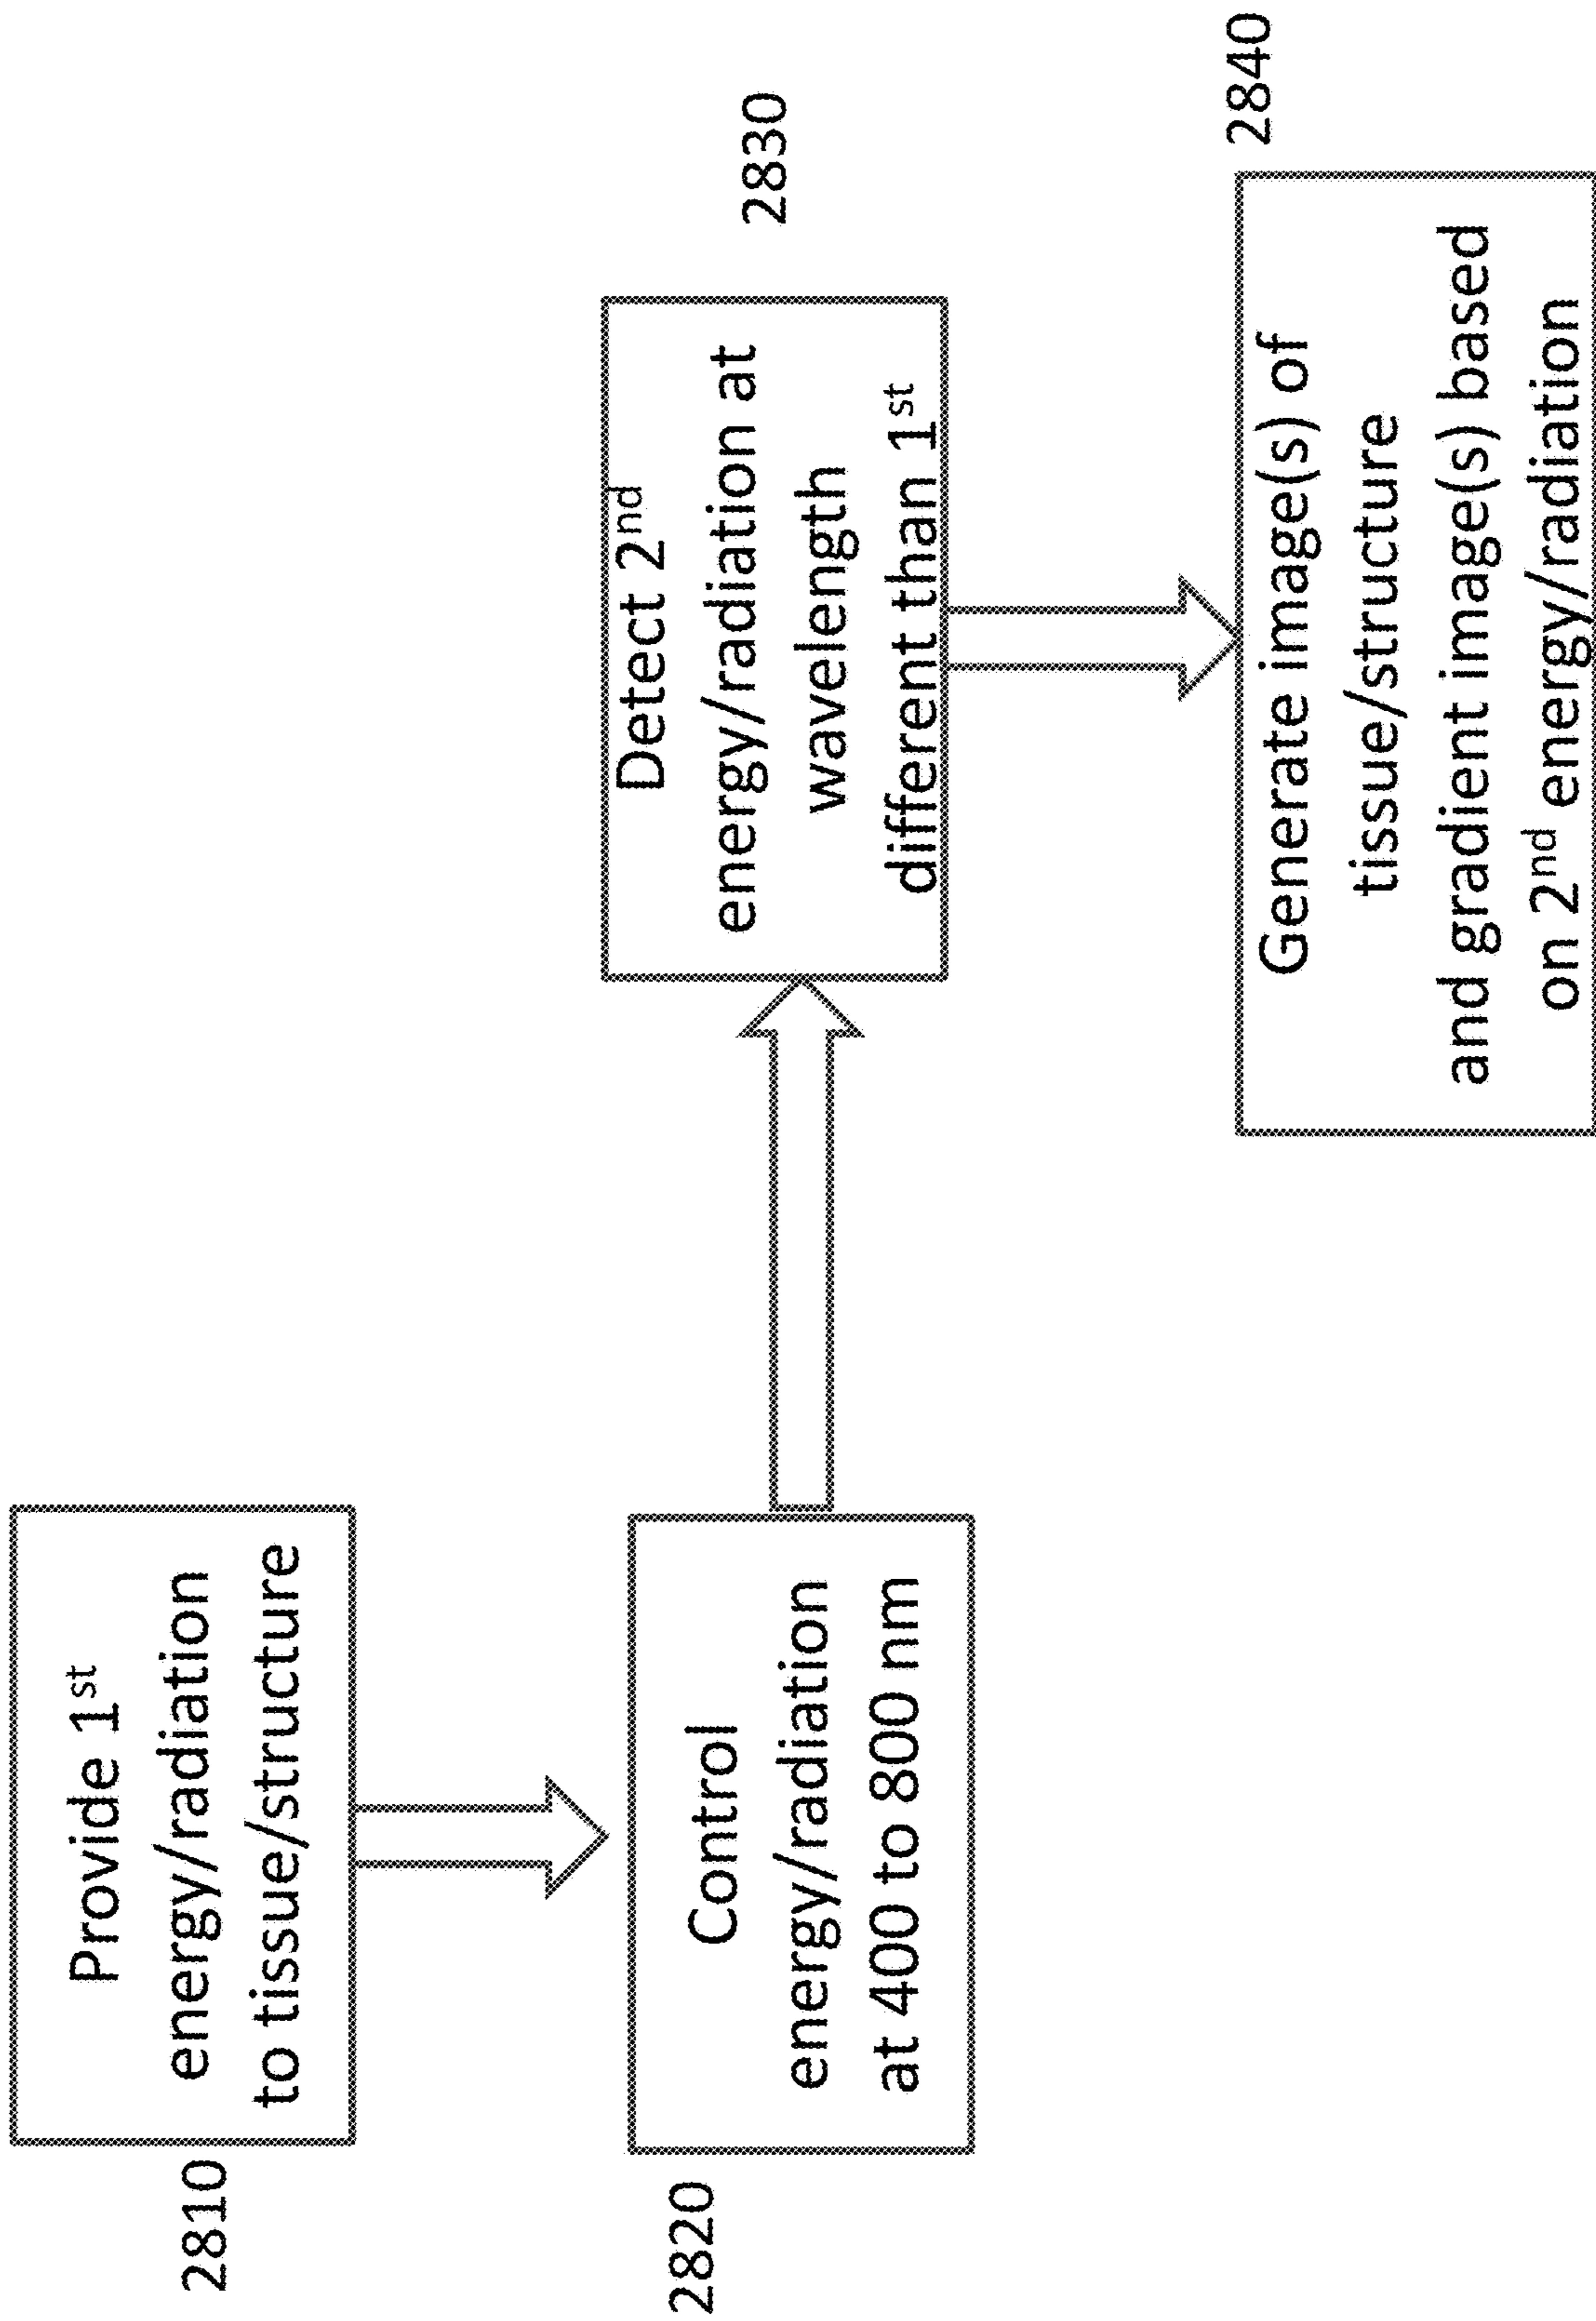 2810
Provide 1st
energy/radiation
to tissue/structure
2820
Control
energy/radiation
at 400 to 800 nm
Detect 2nd
energy/radiation at
wavelength
different than 1st
2830
Generate image(s) of
tissue/structure
and gradient image(s) based
on 2nd energy/radiation
2840